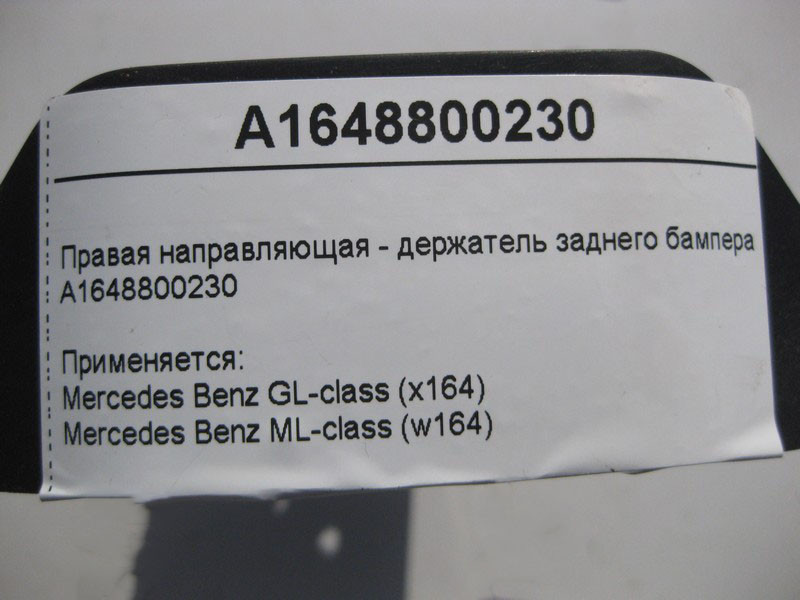 A1648800230
Правая направляющая - держатель заднего бампера
A1648800230
Применяется:
Mercedes Benz GL-class (x164)
Mercedes Benz ML-class (w164)